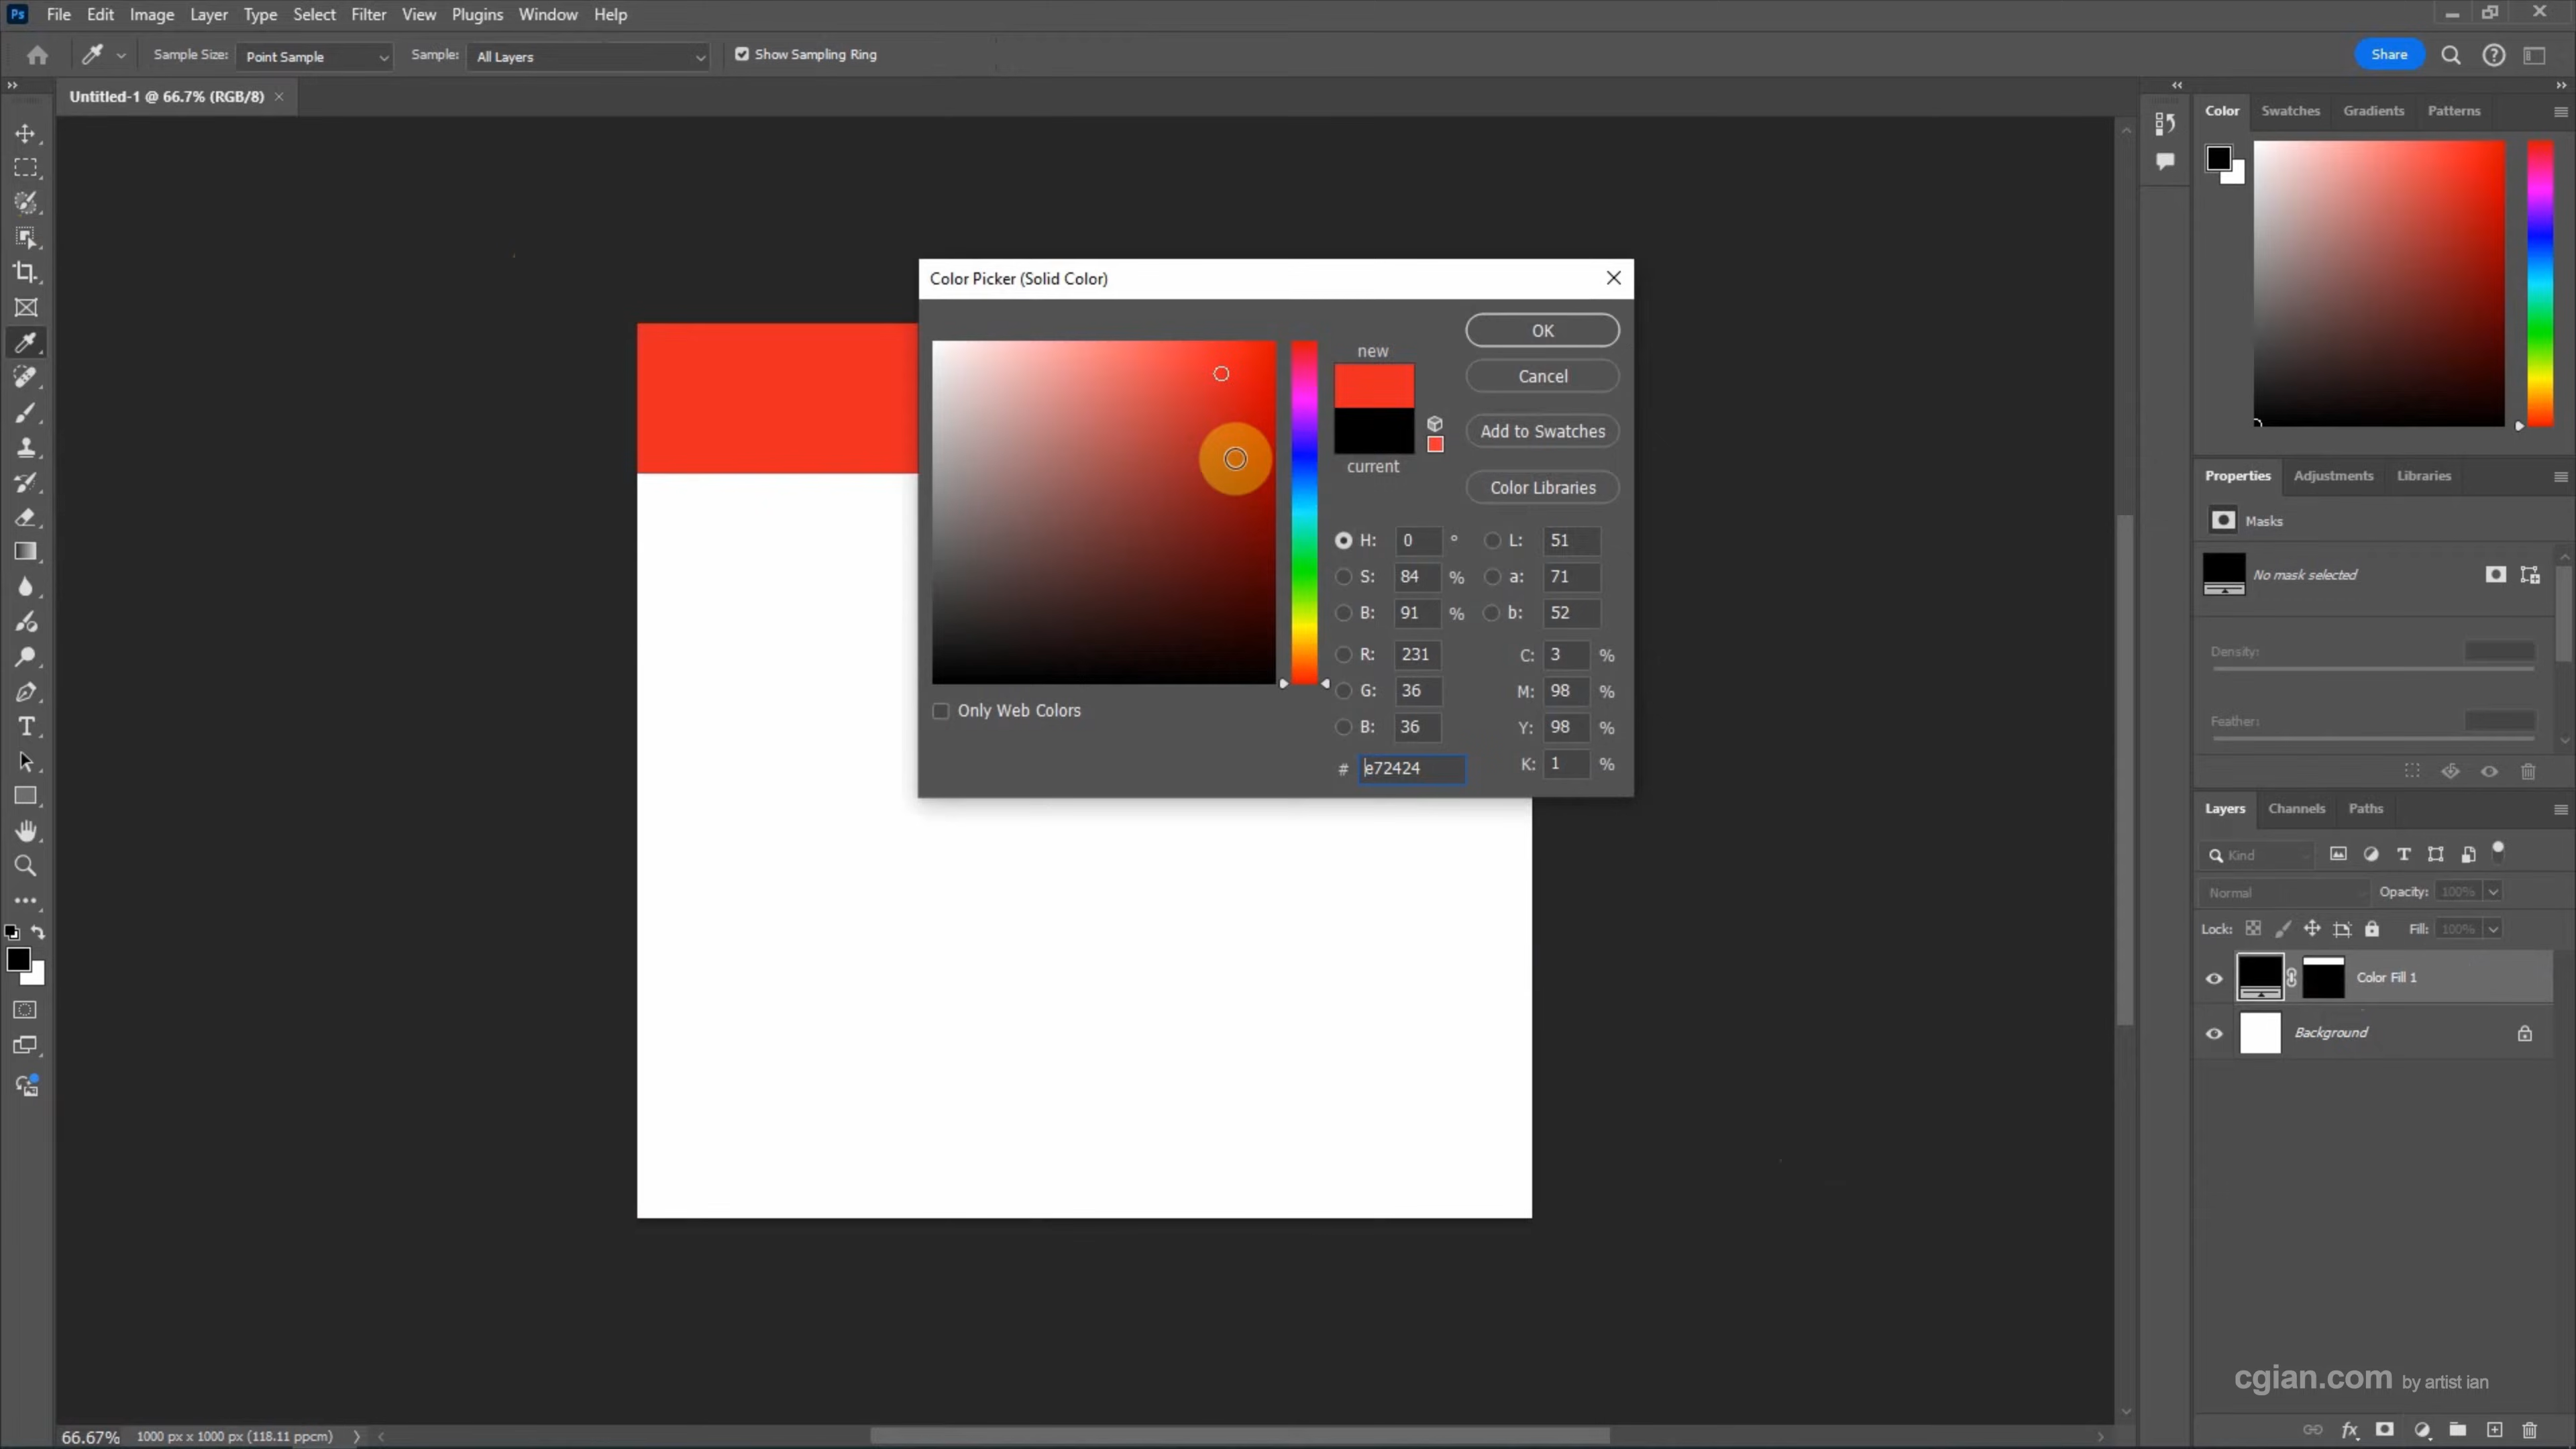 Ps File Edit Image Layer Type Select Filter View Plugins Window Help
Sample Size: Point Sample Sample: All Layers Show Sampling Ring Share
Untitled-1 @ 66.7% (RGB/8)
Color Swatches Gradients Patterns
Color Picker (Solid Color)
new
current
OK
Cancel
Add to Swatches
Color Libraries
H: 0 ° L: 51
S: 84 % a: 71
B: 91 % b: 52
R: 231 C: 3 %
G: 36 M: 98 %
B: 36 Y: 98 %
# e72424 K: 1 %
Only Web Colors
Properties Adjustments Libraries
Masks
No mask selected
Density:
Feather:
Layers Channels Paths
Kind
Normal Opacity: 100%
Lock: Fill: 100%
Color Fill 1
Background
cgian.com by artist ian
66.67% 1000 px x 1000 px (118.11 ppcm)